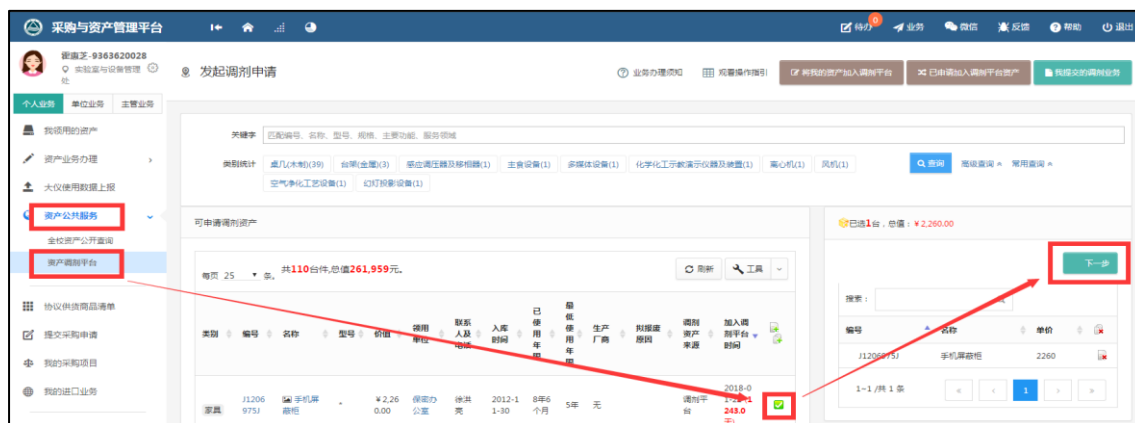 采购与资产管理平台
待办 0 业务 微信 反馈 帮助 退出
霍宙芝-9363620028
实验室与设备管理
处
发起调剂申请
业务办理须知 观看操作指引 将我的资产加入调剂平台 已申请加入调剂平台资产 我提交的调剂业务
个人业务 单位业务 主管业务
我领用的资产
资产业务办理
大仪使用数据上报
资产公共服务
全校资产公开查询
资产调剂平台
协议供货商品清单
提交采购申请
我的采购项目
我的进口业务
关键字 匹配编号、名称、型号、规格、主要功能、服务领域
类别统计 桌几(木制)(39) 台架(金属)(3) 感应调压器及移相器(1) 主食设备(1) 多媒体设备(1) 化学化工示教演示仪器及装置(1) 离心机(1) 风机(1)
空气净化工艺设备(1) 幻灯投影设备(1)
查询 高级查询 常用查询
可申请调剂资产
每页 25 条。共110台件,总值261,959元。
刷新 工具
类别 编号 名称 型号 价值 领用单位 联系人及电话 入库时间 已使用年限 最低使用年限 生产厂商 拟报废原因 调剂资产来源 加入调剂平台时间
家具 J1206975J 手机屏蔽柜 - ¥2,260.00 保密办公室 徐洪亮 2012-11-30 8年6个月 5年 无 调剂平台
已选1台，总值：¥2,260.00
下一步
搜索：
编号 名称 单价
J1206975J 手机屏蔽柜 2260
1~1 /共 1 条
« ‹ 1 › »